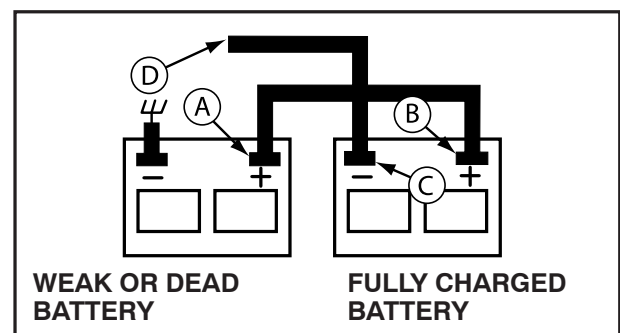 D
A
B
C
− + − +
WEAK OR DEAD
BATTERY
FULLY CHARGED
BATTERY